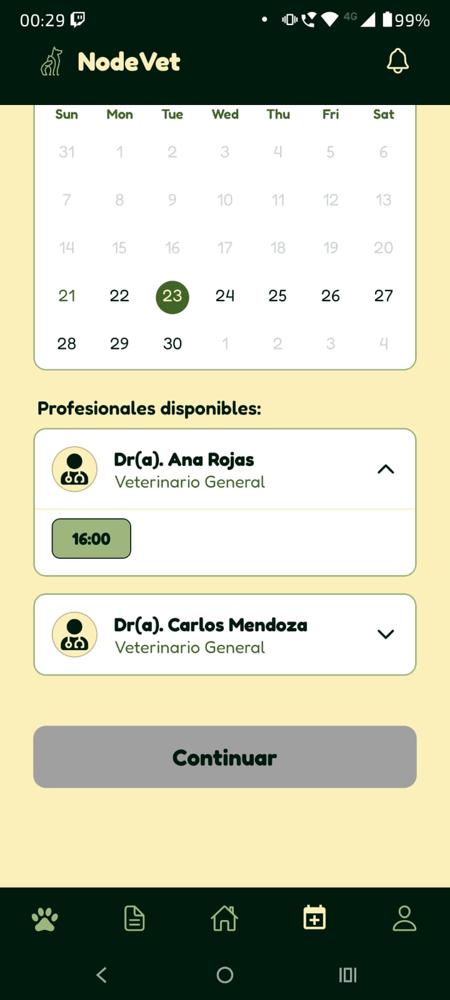 00:29 4G 99%
NodeVet
Sun Mon Tue Wed Thu Fri Sat
31 1 2 3 4 5 6
7 8 9 10 11 12 13
14 15 16 17 18 19 20
21 22 23 24 25 26 27
28 29 30 1 2 3 4
Profesionales disponibles:
Dr(a). Ana Rojas
Veterinario General
16:00
Dr(a). Carlos Mendoza
Veterinario General
Continuar